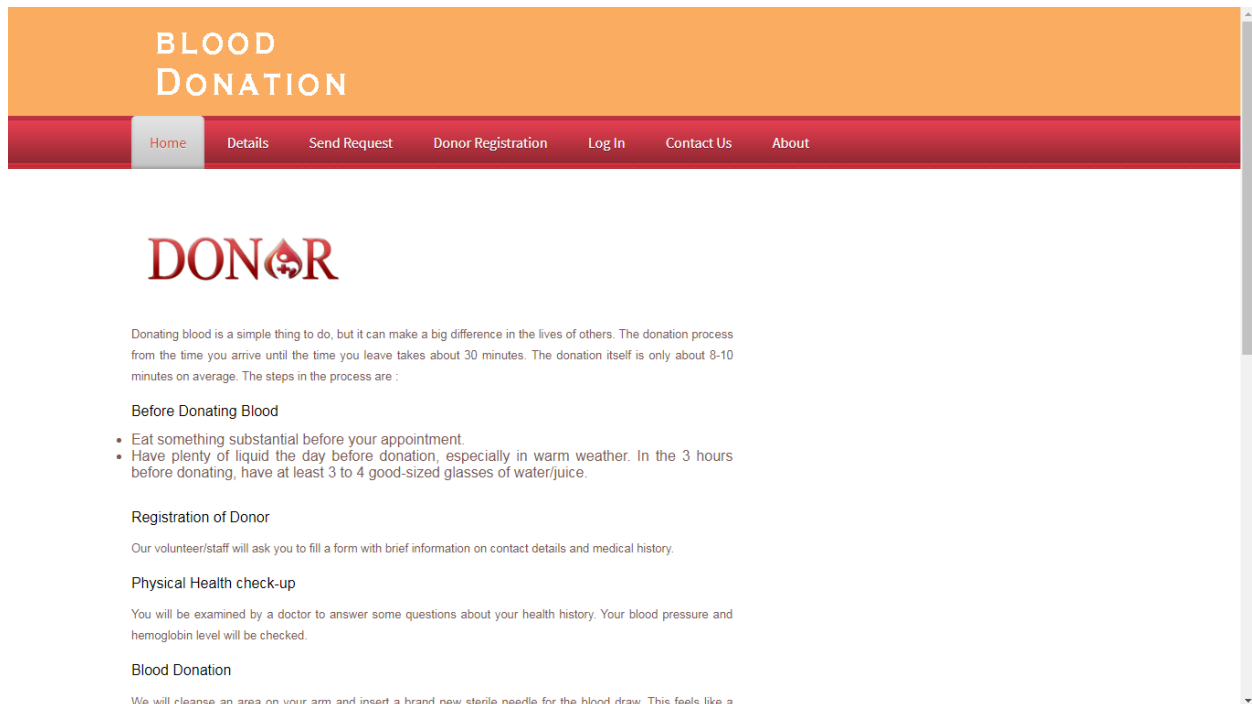 BLOOD
DONATION
Home Details Send Request Donor Registration Log In Contact Us About
DONOR
Donating blood is a simple thing to do, but it can make a big difference in the lives of others. The donation process
from the time you arrive until the time you leave takes about 30 minutes. The donation itself is only about 8-10
minutes on average. The steps in the process are :
Before Donating Blood
• Eat something substantial before your appointment.
• Have plenty of liquid the day before donation, especially in warm weather. In the 3 hours
before donating, have at least 3 to 4 good-sized glasses of water/juice.
Registration of Donor
Our volunteer/staff will ask you to fill a form with brief information on contact details and medical history.
Physical Health check-up
You will be examined by a doctor to answer some questions about your health history. Your blood pressure and
hemoglobin level will be checked.
Blood Donation
We will cleanse an area on your arm and insert a brand new sterile needle for the blood draw. This feels like a